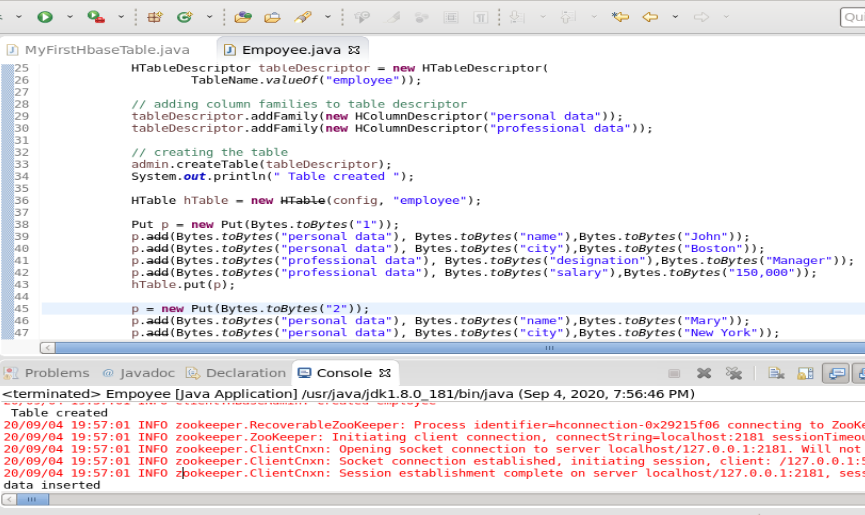 Qui
MyFirstHbaseTable.java Empoyee.java
25 HTableDescriptor tableDescriptor = new HTableDescriptor(
26 TableName.valueOf("employee"));
27
28 // adding column families to table descriptor
29 tableDescriptor.addFamily(new HColumnDescriptor("personal data"));
30 tableDescriptor.addFamily(new HColumnDescriptor("professional data"));
31
32 // creating the table
33 admin.createTable(tableDescriptor);
34 System.out.println(" Table created ");
35
36 HTable hTable = new HTable(config, "employee");
37
38 Put p = new Put(Bytes.toBytes("1"));
39 p.add(Bytes.toBytes("personal data"), Bytes.toBytes("name"),Bytes.toBytes("John"));
40 p.add(Bytes.toBytes("personal data"), Bytes.toBytes("city"),Bytes.toBytes("Boston"));
41 p.add(Bytes.toBytes("professional data"), Bytes.toBytes("designation"),Bytes.toBytes("Manager"));
42 p.add(Bytes.toBytes("professional data"), Bytes.toBytes("salary"),Bytes.toBytes("150,000"));
43 hTable.put(p);
44
45 p = new Put(Bytes.toBytes("2"));
46 p.add(Bytes.toBytes("personal data"), Bytes.toBytes("name"),Bytes.toBytes("Mary"));
47 p.add(Bytes.toBytes("personal data"), Bytes.toBytes("city"),Bytes.toBytes("New York"));
Problems @ Javadoc Declaration Console
<terminated> Empoyee [Java Application] /usr/java/jdk1.8.0_181/bin/java (Sep 4, 2020, 7:56:46 PM)
Table created
20/09/04 19:57:01 INFO zookeeper.RecoverableZooKeeper: Process identifier=hconnection-0x29215f06 connecting to ZooKe
20/09/04 19:57:01 INFO zookeeper.ZooKeeper: Initiating client connection, connectString=localhost:2181 sessionTimeou
20/09/04 19:57:01 INFO zookeeper.ClientCnxn: Opening socket connection to server localhost/127.0.0.1:2181. Will not
20/09/04 19:57:01 INFO zookeeper.ClientCnxn: Socket connection established, initiating session, client: /127.0.0.1:5
20/09/04 19:57:01 INFO zookeeper.ClientCnxn: Session establishment complete on server localhost/127.0.0.1:2181, sess
data inserted